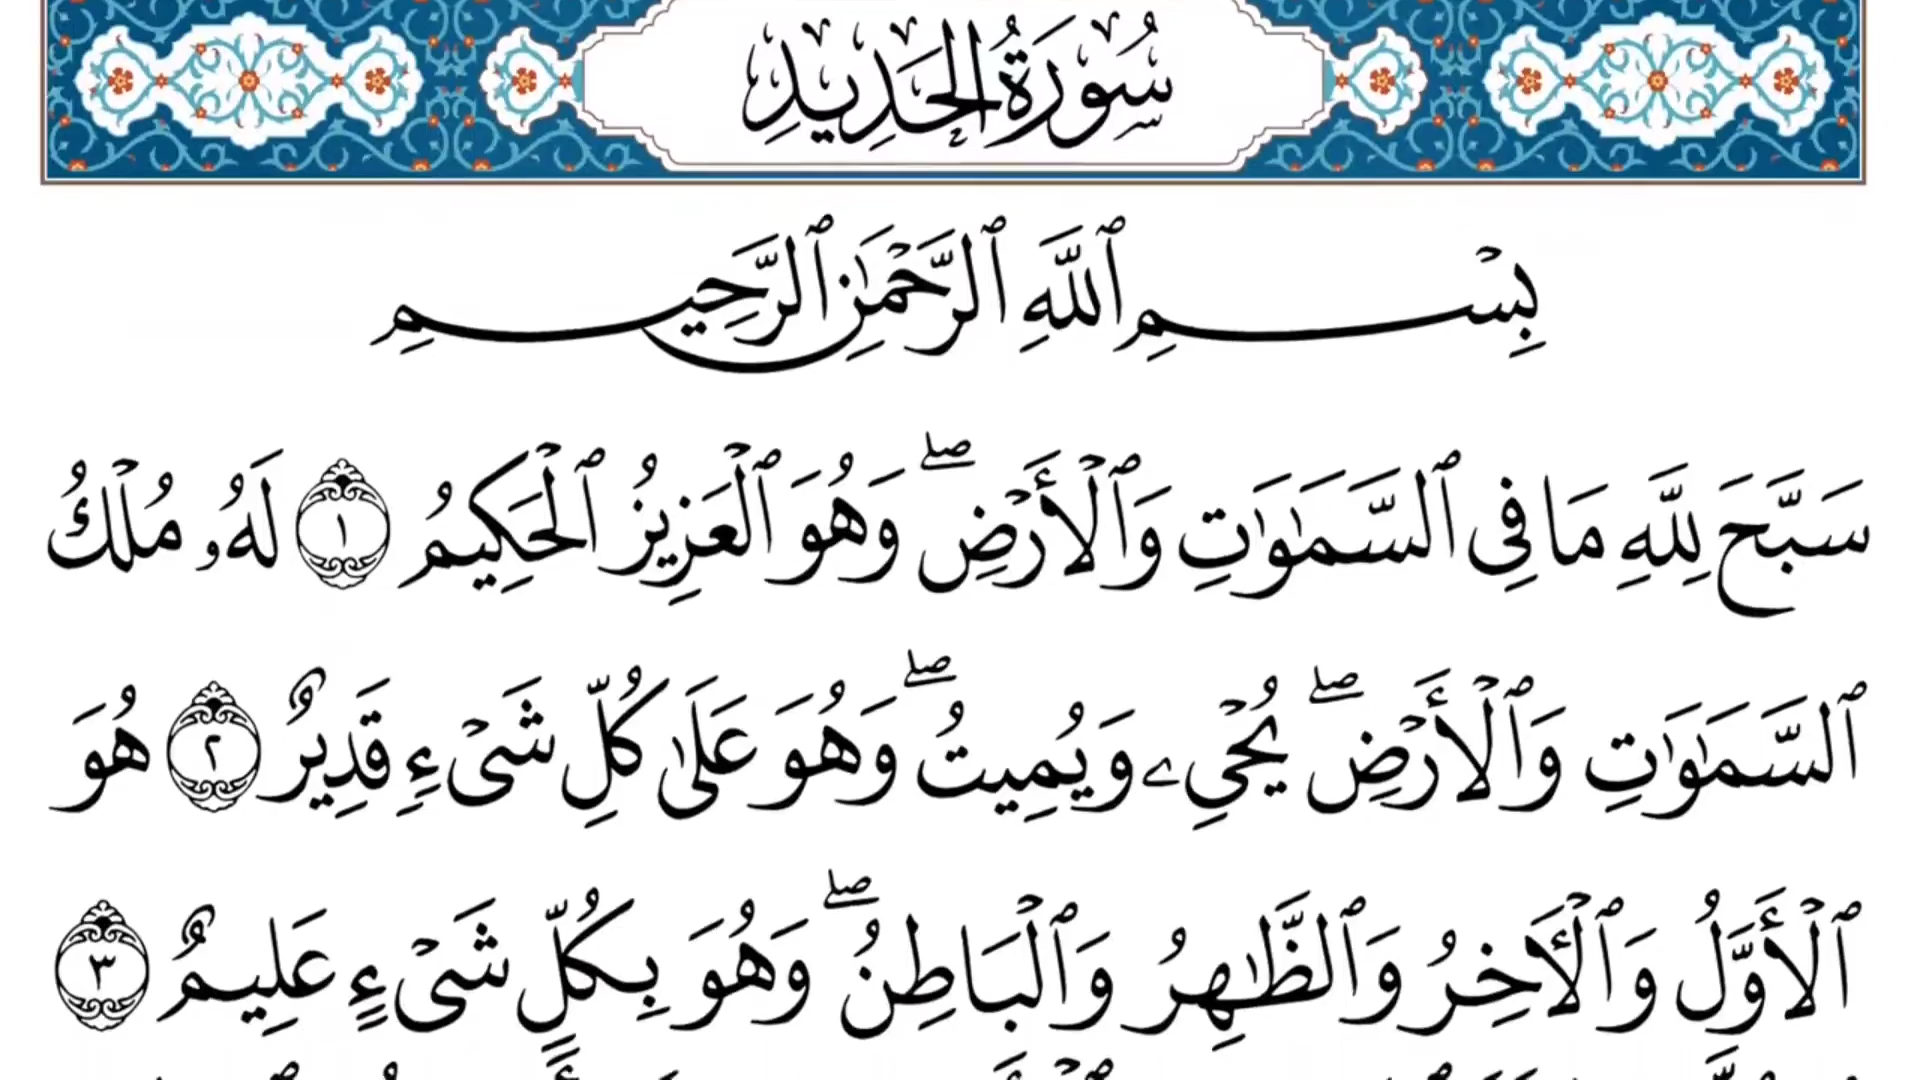 سُورَةُ الحَدِيدِ
بِسْمِ ٱللَّهِ ٱلرَّحْمَٰنِ ٱلرَّحِيمِ
سَبَّحَ لِلَّهِ مَا فِى ٱلسَّمَٰوَٰتِ وَٱلْأَرْضِ ۖ وَهُوَ ٱلْعَزِيزُ ٱلْحَكِيمُ ١ لَهُۥ مُلْكُ
ٱلسَّمَٰوَٰتِ وَٱلْأَرْضِ ۖ يُحْىِۦ وَيُمِيتُ ۖ وَهُوَ عَلَىٰ كُلِّ شَىْءٍ قَدِيرٌ ٢ هُوَ
ٱلْأَوَّلُ وَٱلْـَٔاخِرُ وَٱلظَّٰهِرُ وَٱلْبَاطِنُ ۖ وَهُوَ بِكُلِّ شَىْءٍ عَلِيمٌ ٣